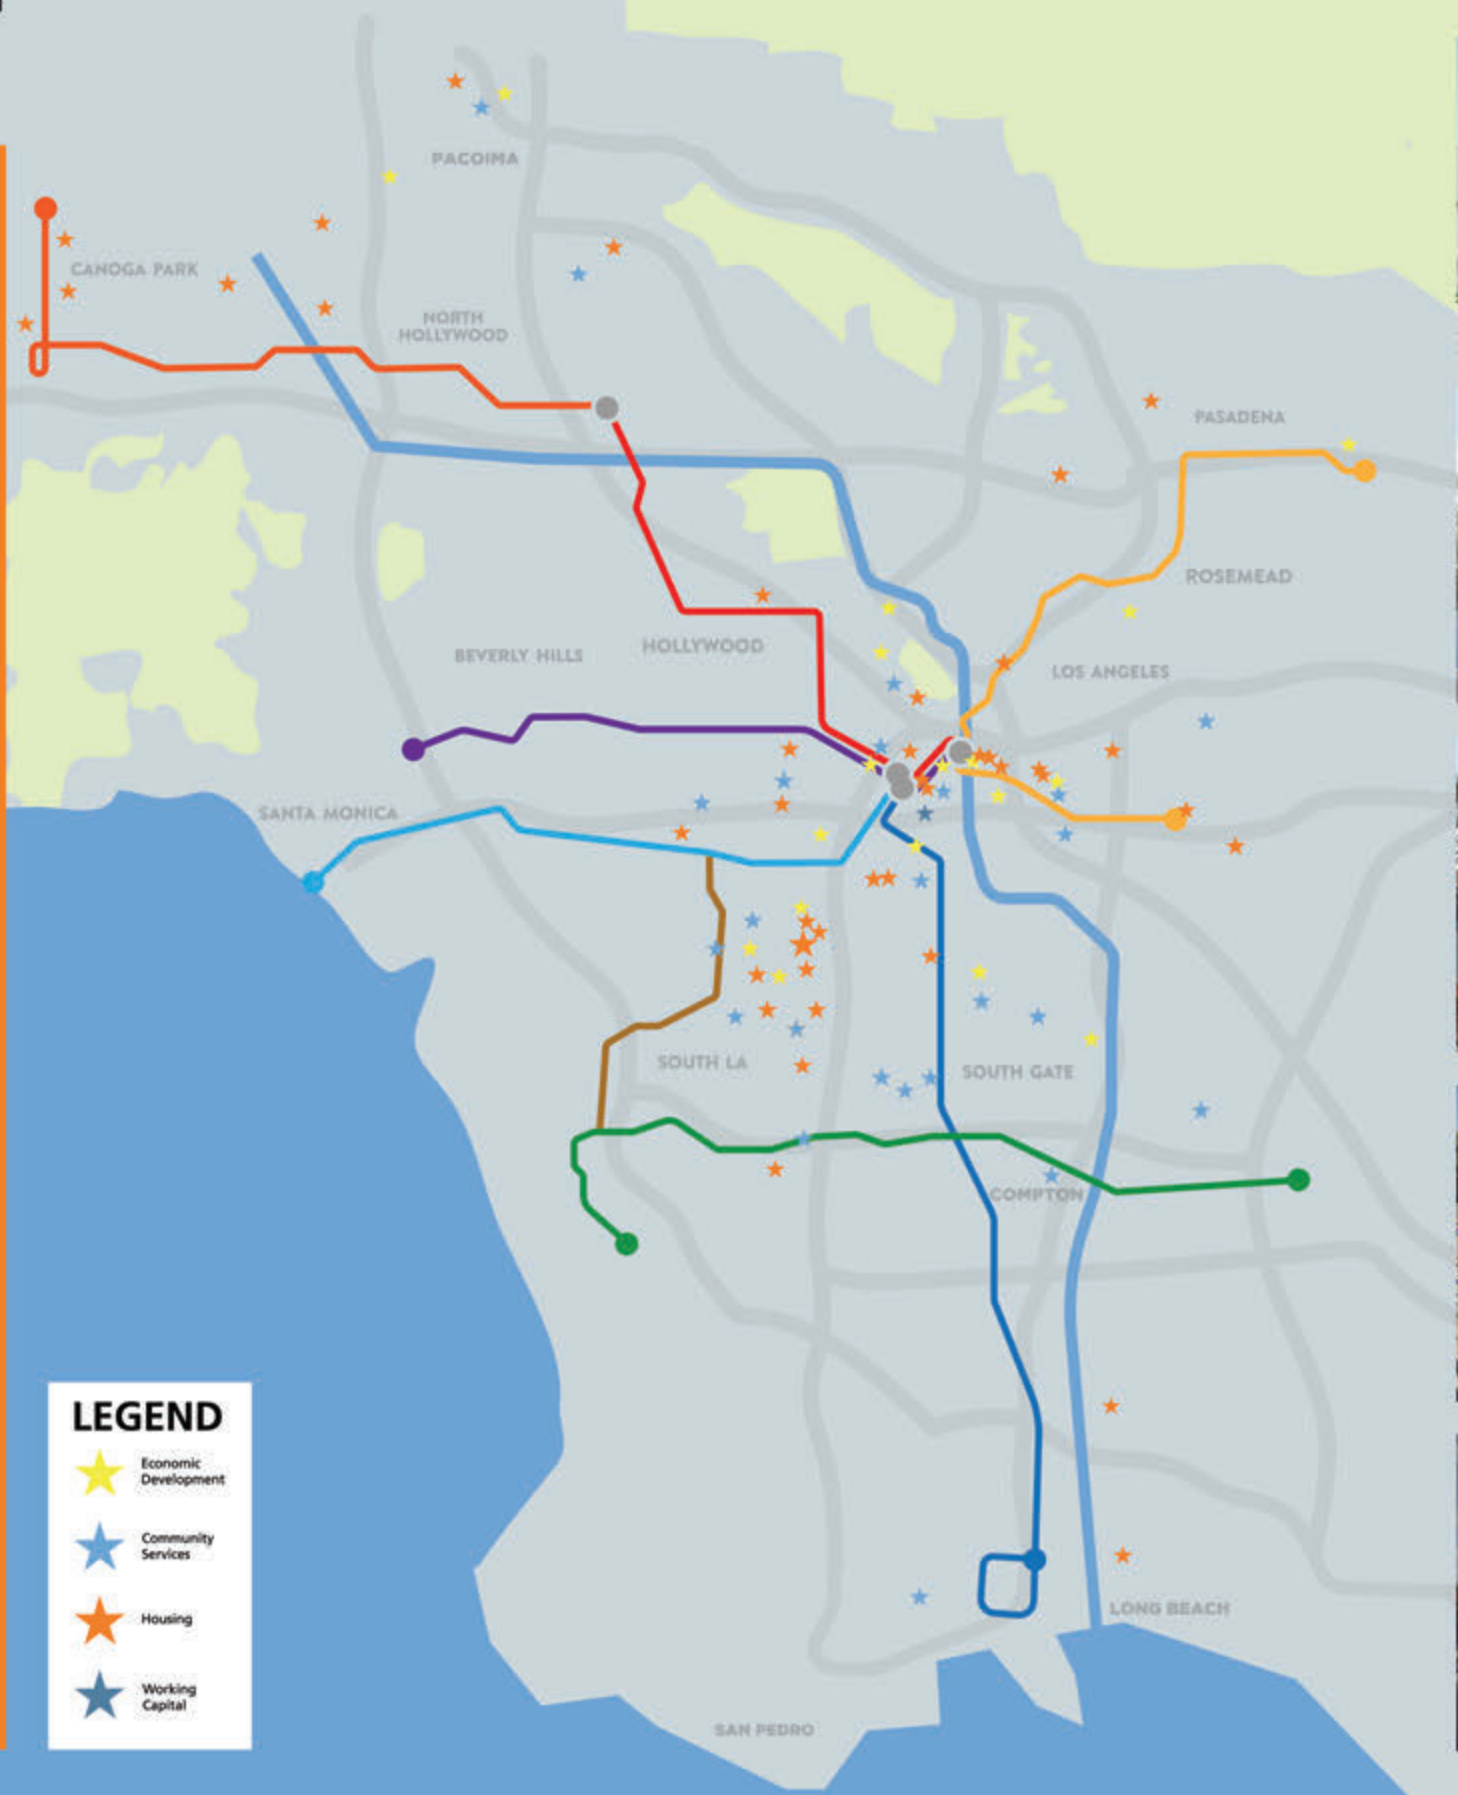 PACOIMA
CANOGA PARK
NORTH
HOLLYWOOD
PASADENA
ROSEMEAD
HOLLYWOOD
BEVERLY HILLS
LOS ANGELES
SANTA MONICA
SOUTH LA
SOUTH GATE
COMPTON
LEGEND
Economic
Development
Community
Services
Housing
Working
Capital
LONG BEACH
SAN PEDRO